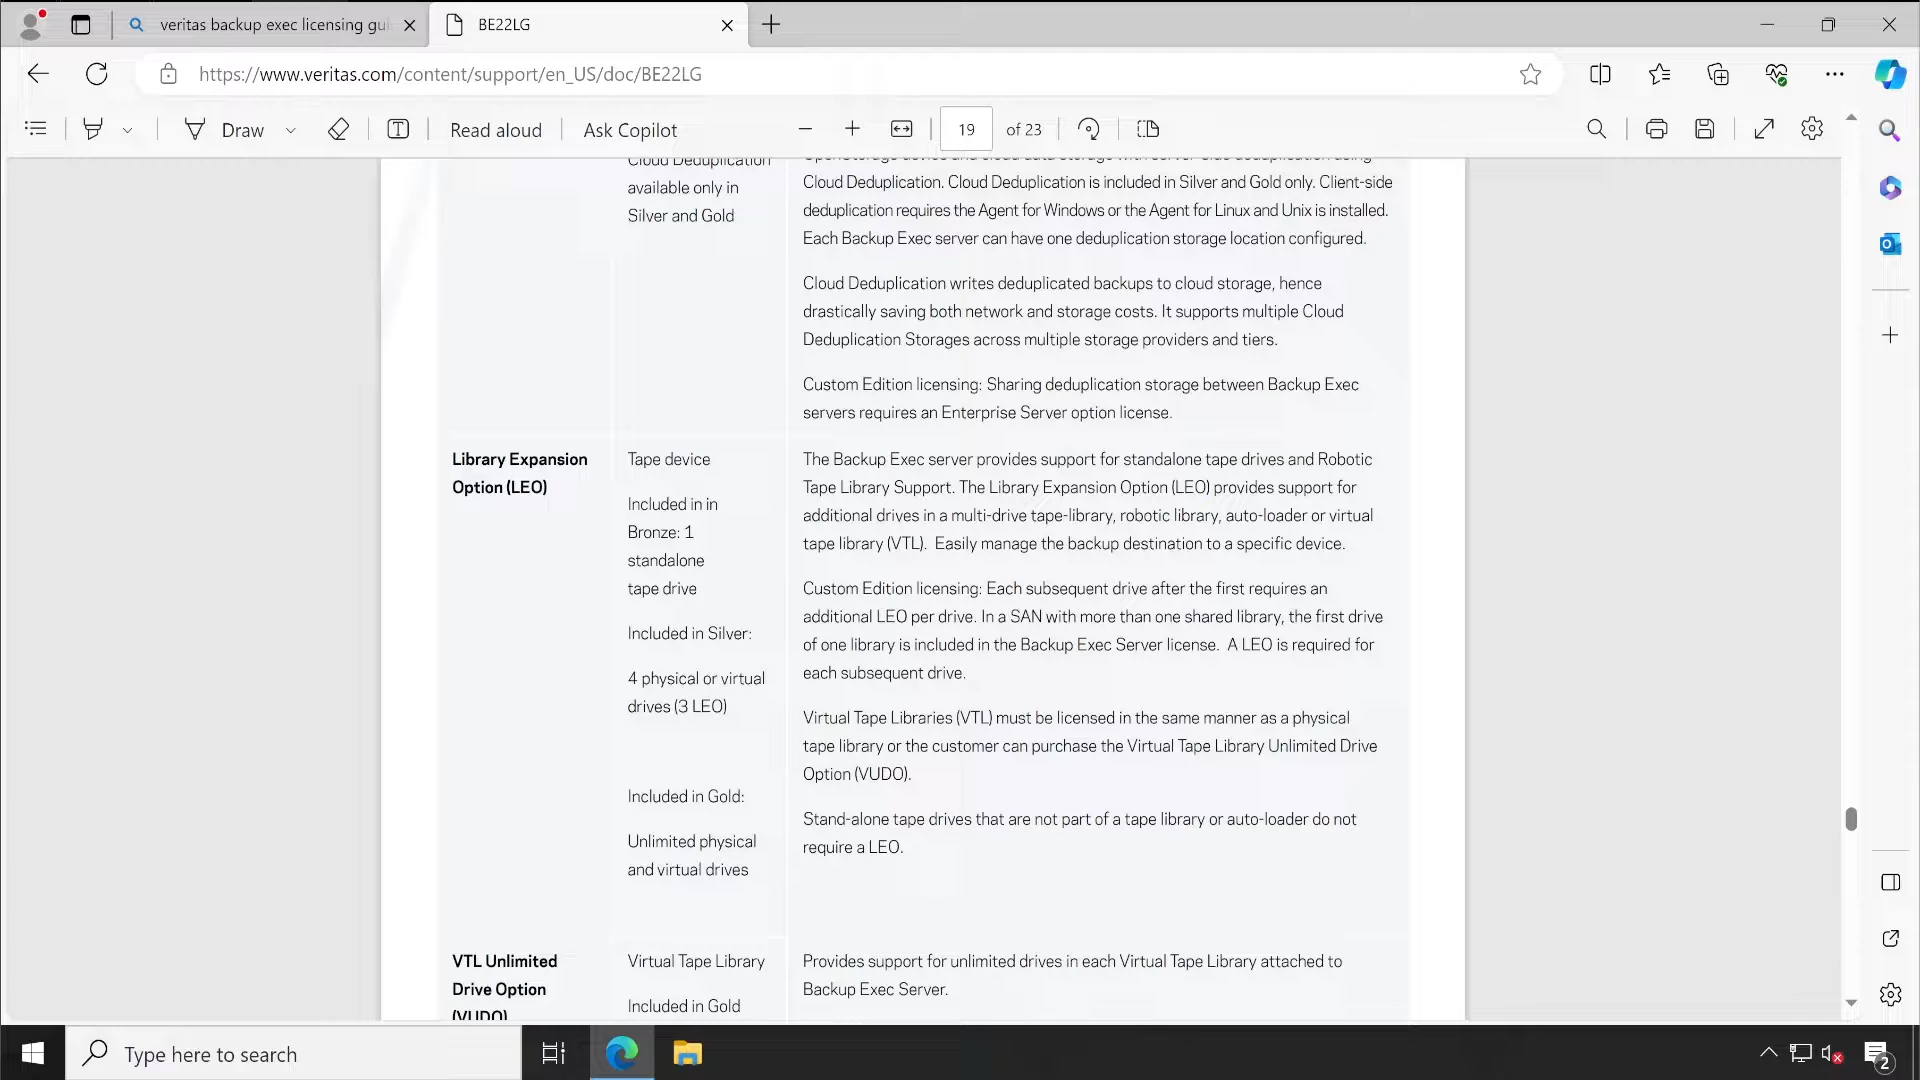 veritas backup exec licensing gui
BE22LG
https://www.veritas.com/content/support/en_US/doc/BE22LG
Draw
Read aloud
Ask Copilot
19
of 23
Cloud Deduplication
available only in
Silver and Gold
OpenStorage device and cloud data storage with server-side deduplication using
Cloud Deduplication. Cloud Deduplication is included in Silver and Gold only. Client-side
deduplication requires the Agent for Windows or the Agent for Linux and Unix is installed.
Each Backup Exec server can have one deduplication storage location configured.
Cloud Deduplication writes deduplicated backups to cloud storage, hence
drastically saving both network and storage costs. It supports multiple Cloud
Deduplication Storages across multiple storage providers and tiers.
Custom Edition licensing: Sharing deduplication storage between Backup Exec
servers requires an Enterprise Server option license.
Library Expansion
Option (LEO)
Tape device
Included in in
Bronze: 1
standalone
tape drive
Included in Silver:
4 physical or virtual
drives (3 LEO)
Included in Gold:
Unlimited physical
and virtual drives
The Backup Exec server provides support for standalone tape drives and Robotic
Tape Library Support. The Library Expansion Option (LEO) provides support for
additional drives in a multi-drive tape-library, robotic library, auto-loader or virtual
tape library (VTL). Easily manage the backup destination to a specific device.
Custom Edition licensing: Each subsequent drive after the first requires an
additional LEO per drive. In a SAN with more than one shared library, the first drive
of one library is included in the Backup Exec Server license. A LEO is required for
each subsequent drive.
Virtual Tape Libraries (VTL) must be licensed in the same manner as a physical
tape library or the customer can purchase the Virtual Tape Library Unlimited Drive
Option (VUDO).
Stand-alone tape drives that are not part of a tape library or auto-loader do not
require a LEO.
VTL Unlimited
Drive Option
(VUDO)
Virtual Tape Library
Included in Gold
Provides support for unlimited drives in each Virtual Tape Library attached to
Backup Exec Server.
Type here to search
2